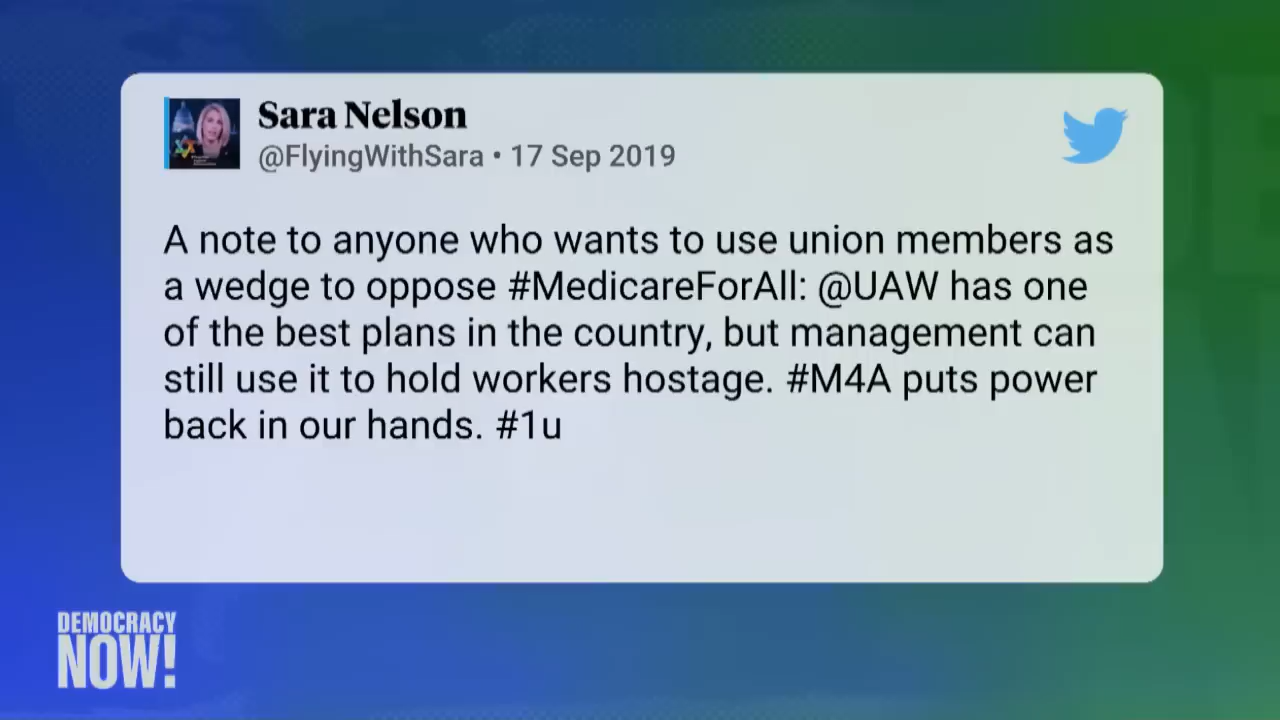 Sara Nelson
@FlyingWithSara • 17 Sep 2019
A note to anyone who wants to use union members as
a wedge to oppose #MedicareForAll: @UAW has one
of the best plans in the country, but management can
still use it to hold workers hostage. #M4A puts power
back in our hands. #1u
DEMOCRACY
NOW!